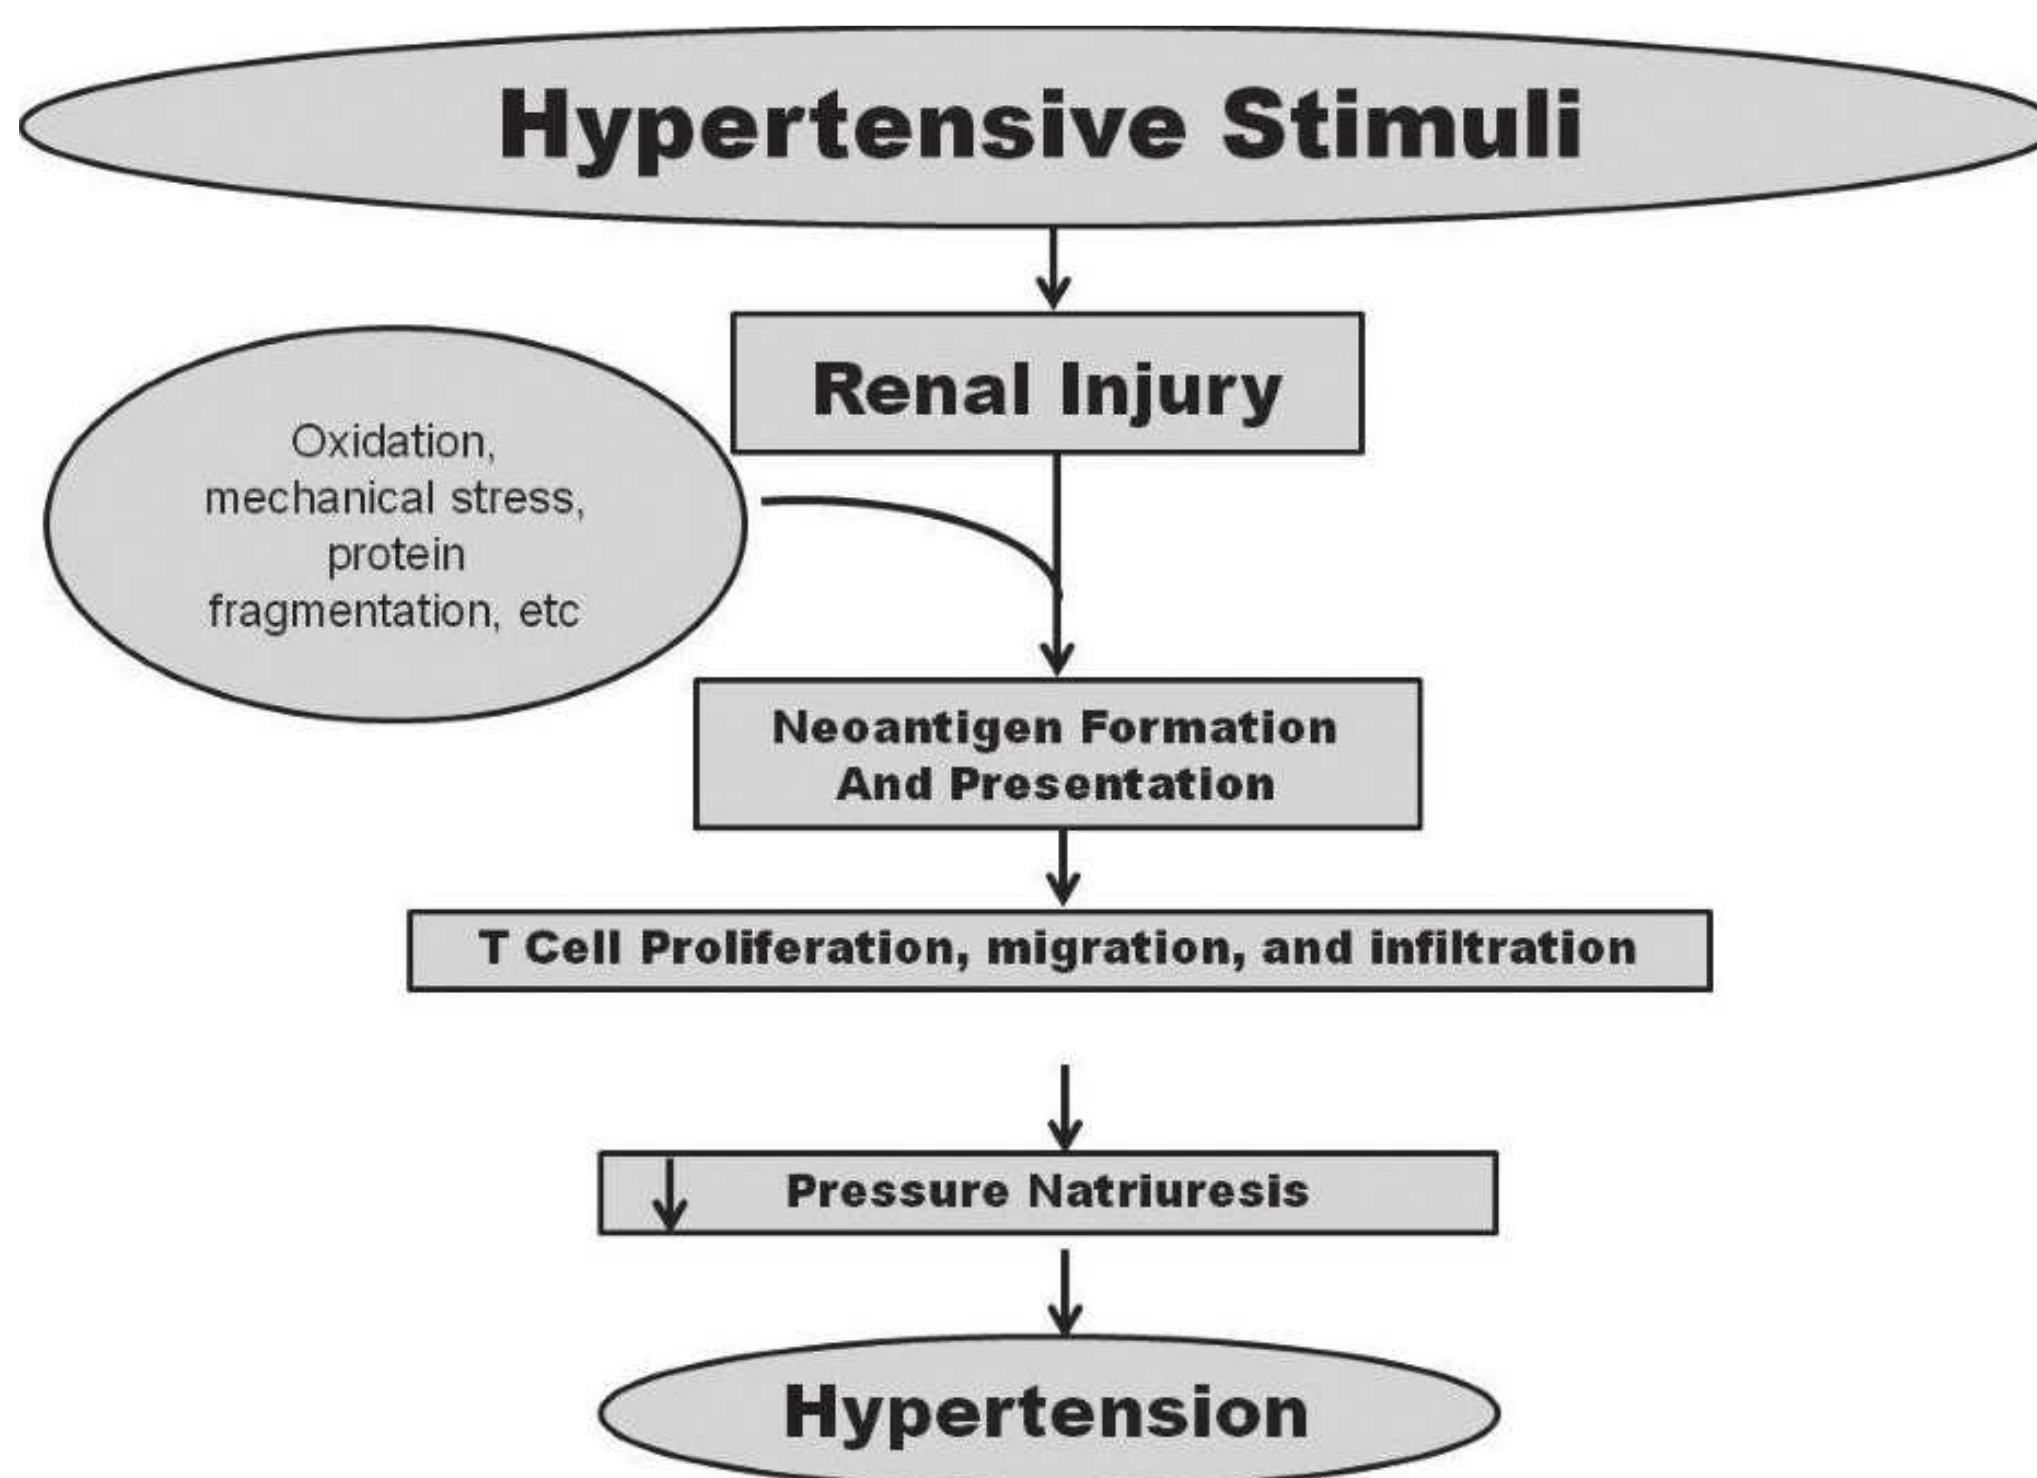 Hypertensive Stimuli
Renal Injury
Oxidation,
mechanical stress,
protein
fragmentation, etc
Neoantigen Formation
And Presentation
T Cell Proliferation, migration, and infiltration
Pressure Natriuresis
Hypertension